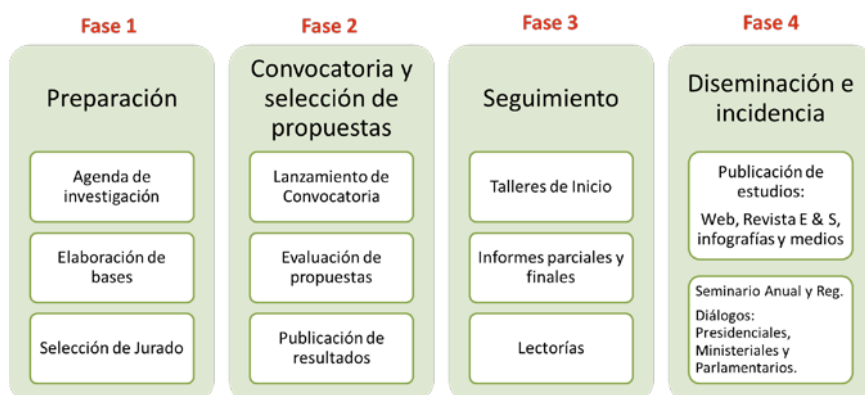 Fase 1
Preparación
Agenda de
investigación
Elaboración de
bases
Selección de Jurado
Fase 2
Convocatoria y
selección de
propuestas
Lanzamiento de
Convocatoria
Evaluación de
propuestas
Publicación de
resultados
Fase 3
Seguimiento
Talleres de Inicio
Informes parciales y
finales
Lectorías
Fase 4
Diseminación e
incidencia
Publicación de
estudios:
Web, Revista E & S,
infografías y medios
Seminario Anual y Reg.
Diálogos:
Presidenciales,
Ministeriales y
Parlamentarios.